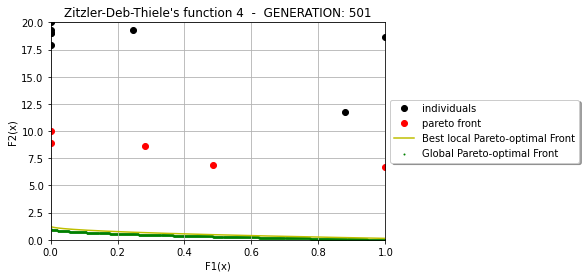 Zitzler-Deb-Thiele's function 4 - GENERATION: 501
20.0
17.5
15.0
12.5
10.0
7.5
5.0
2.5
0.0
F2(x)
0.0 0.2 0.4 0.6 0.8 1.0
F1(x)
individuals
pareto front
Best local Pareto-optimal Front
Global Pareto-optimal Front